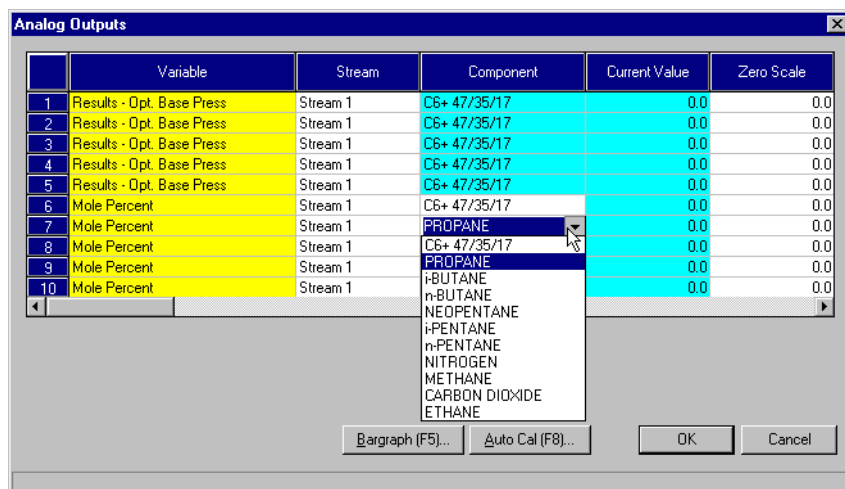 Analog Outputs
Variable Stream Component Current Value Zero Scale
1 Results - Opt. Base Press Stream 1 C6+ 47/35/17 0.0 0.0
2 Results - Opt. Base Press Stream 1 C6+ 47/35/17 0.0 0.0
3 Results - Opt. Base Press Stream 1 C6+ 47/35/17 0.0 0.0
4 Results - Opt. Base Press Stream 1 C6+ 47/35/17 0.0 0.0
5 Results - Opt. Base Press Stream 1 C6+ 47/35/17 0.0 0.0
6 Mole Percent Stream 1 C6+ 47/35/17 0.0 0.0
7 Mole Percent Stream 1 PROPANE 0.0 0.0
8 Mole Percent Stream 1 C6+ 47/35/17 0.0 0.0
9 Mole Percent Stream 1 PROPANE 0.0 0.0
10 Mole Percent Stream 1 i-BUTANE 0.0 0.0
n-BUTANE
NEOPENTANE
i-PENTANE
n-PENTANE
NITROGEN
METHANE
CARBON DIOXIDE
ETHANE
Bargraph (F5)... Auto Cal (F8)... OK Cancel